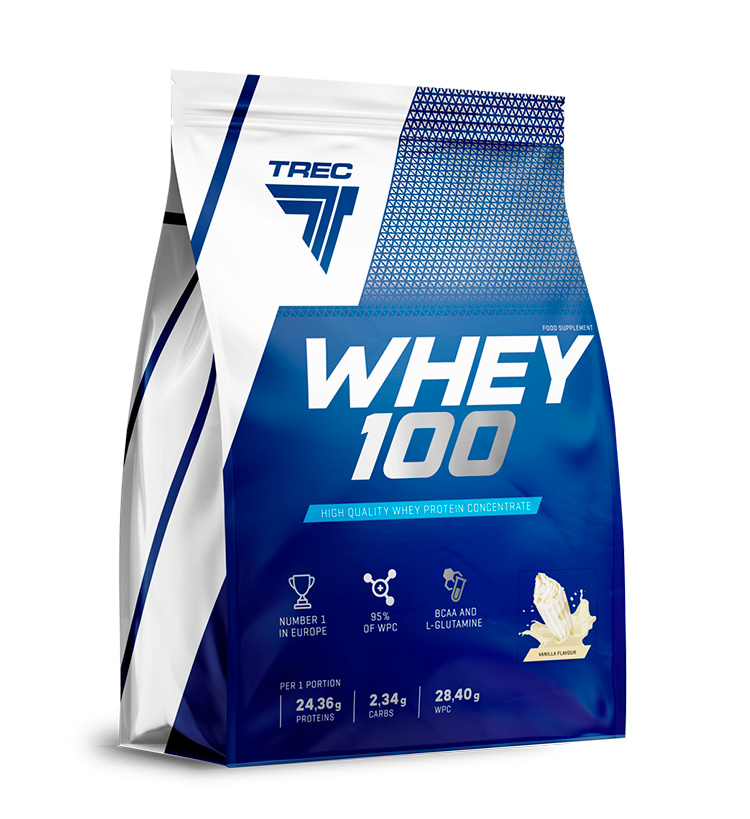 TREC
FOOD SUPPLEMENT
WHEY
100
HIGH QUALITY WHEY PROTEIN CONCENTRATE
NUMBER 1
IN EUROPE
95%
OF WPC
BCAA AND
L-GLUTAMINE
VANILLA FLAVOUR
PER 1 PORTION
24,36g
PROTEINS
2,34g
CARBS
28,40g
WPC